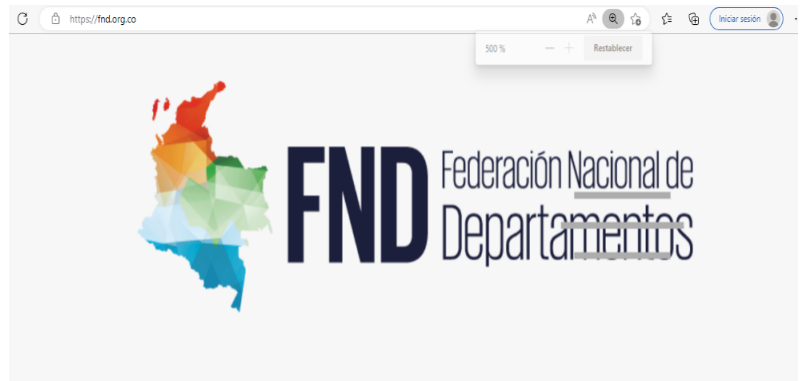 https://fnd.org.co
Iniciar sesión
500 %
Restablecer
FND
Federación Nacional de
Departamentos